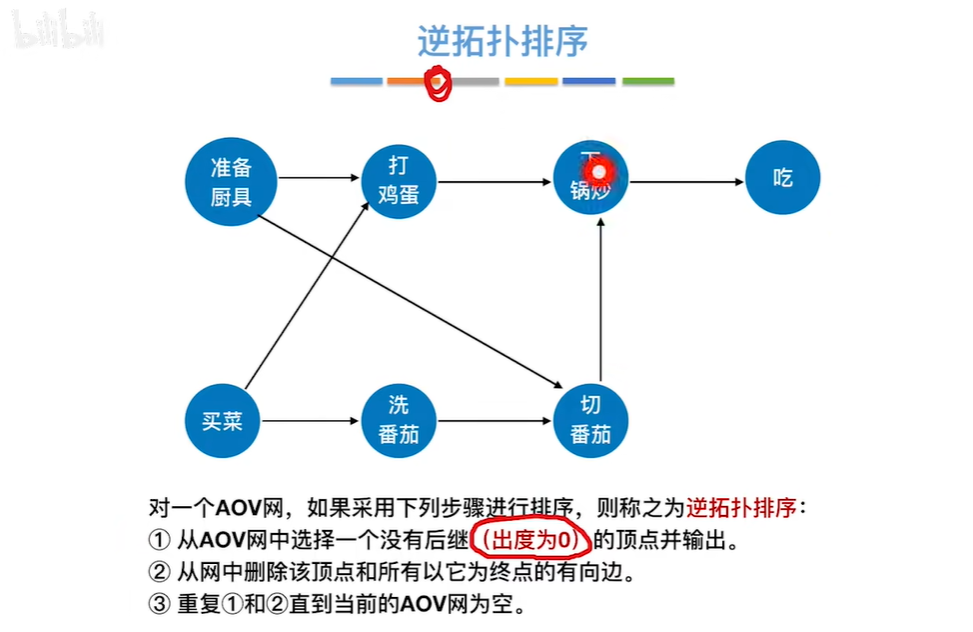 bilibili
逆拓扑排序
准备
厨具
打
鸡蛋
锅炒
吃
买菜
洗
番茄
切
番茄
对一个AOV网，如果采用下列步骤进行排序，则称之为逆拓扑排序：
① 从AOV网中选择一个没有后继（出度为0）的顶点并输出。
② 从网中删除该顶点和所有以它为终点的有向边。
③ 重复①和②直到当前的AOV网为空。